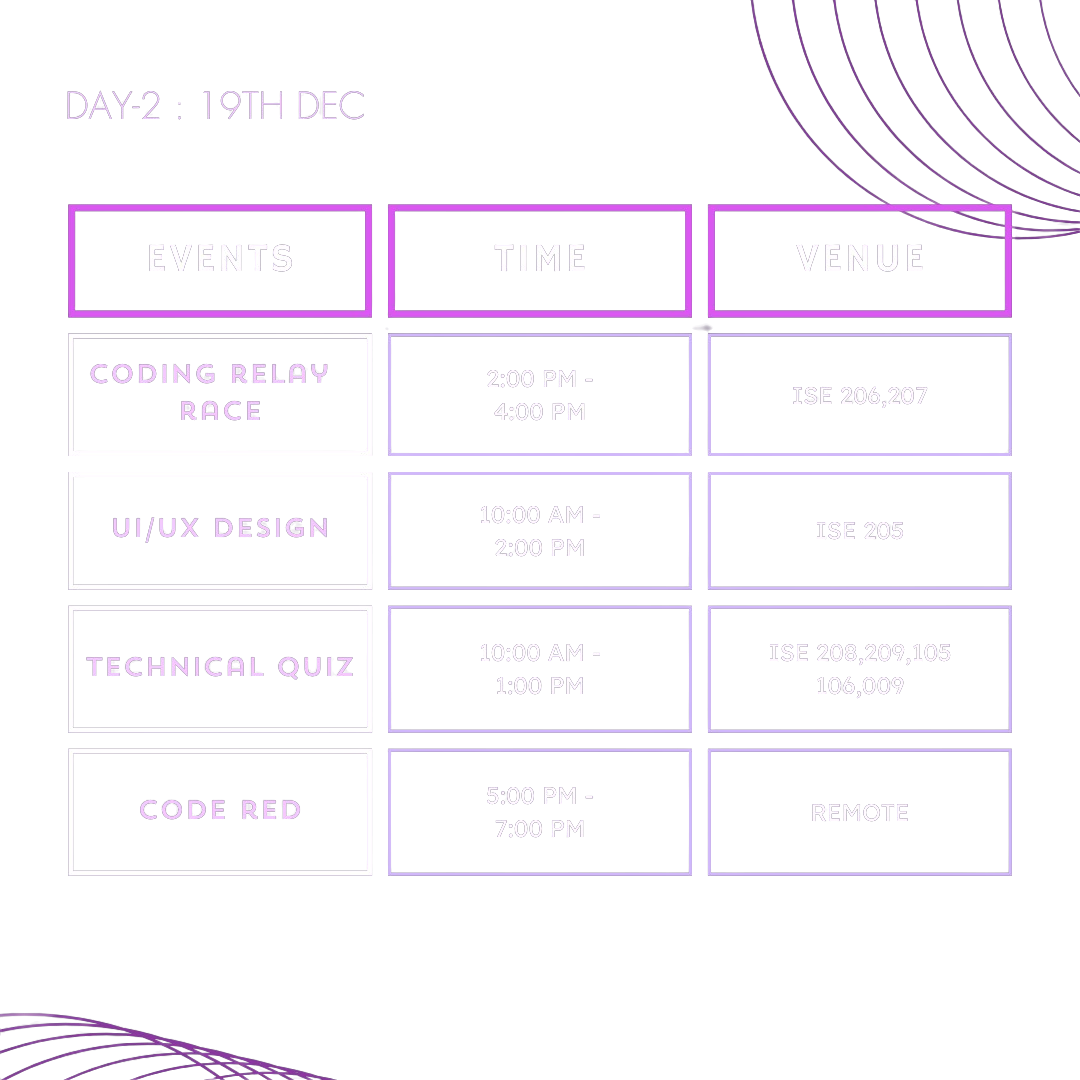 DAY-2 : 19TH DEC
EVENTS
TIME
VENUE
CODING RELAY
RACE
2:00 PM -
4:00 PM
ISE 206,207
UI/UX DESIGN
10:00 AM -
2:00 PM
ISE 205
TECHNICAL QUIZ
10:00 AM -
1:00 PM
ISE 208,209,105
106,009
CODE RED
5:00 PM -
7:00 PM
REMOTE